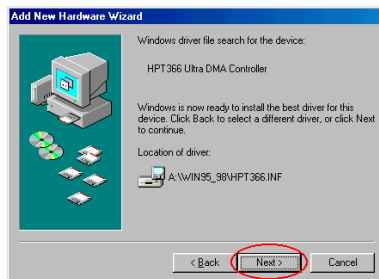 Add New Hardware Wizard
Windows driver file search for the device:
HPT366 Ultra DMA Controller
Windows is now ready to install the best driver for this
device. Click Back to select a different driver, or click Next
to continue.
Location of driver:
A:\WIN95_98\HPT366.INF
< Back
Next >
Cancel